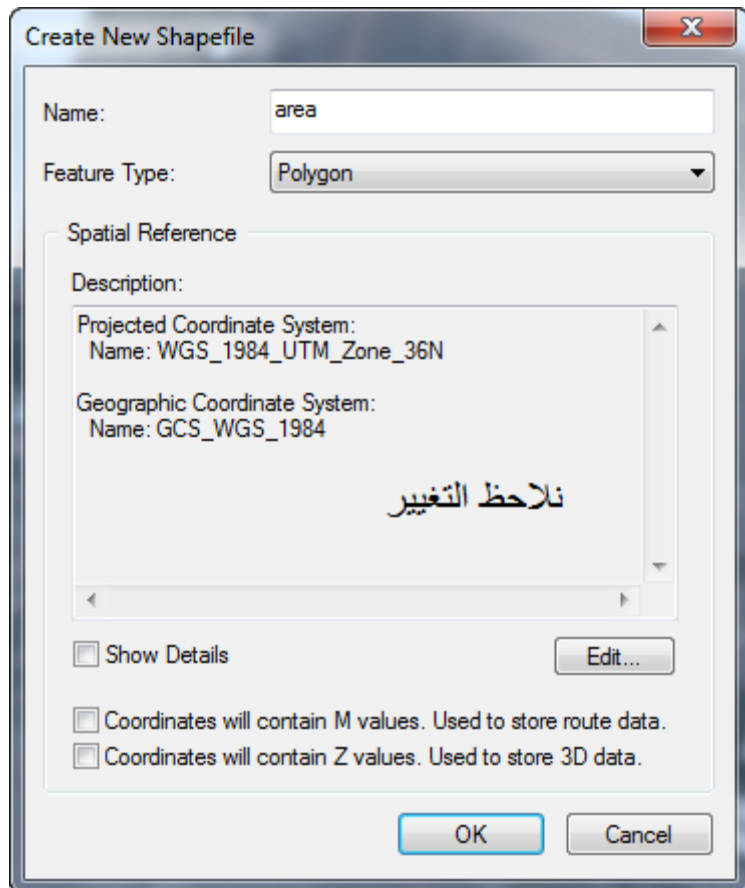 Create New Shapefile
Name:
area
Feature Type:
Polygon
Spatial Reference
Description:
Projected Coordinate System:
Name: WGS_1984_UTM_Zone_36N
Geographic Coordinate System:
Name: GCS_WGS_1984
نلاحظ التغيير
Show Details
Edit...
Coordinates will contain M values. Used to store route data.
Coordinates will contain Z values. Used to store 3D data.
OK
Cancel